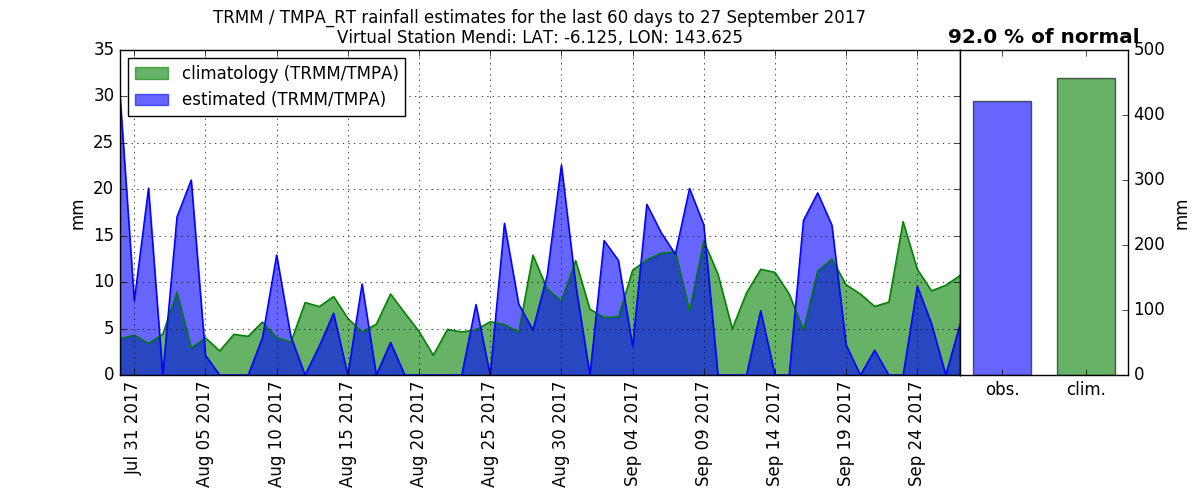 TRMM / TMPA_RT rainfall estimates for the last 60 days to 27 September 2017
Virtual Station Mendi: LAT: -6.125, LON: 143.625
92.0 % of normal
climatology (TRMM/TMPA)
estimated (TRMM/TMPA)
35
30
25
20
15
10
5
0
mm
500
400
300
200
100
0
mm
Jul 31 2017
Aug 05 2017
Aug 10 2017
Aug 15 2017
Aug 20 2017
Aug 25 2017
Aug 30 2017
Sep 04 2017
Sep 09 2017
Sep 14 2017
Sep 19 2017
Sep 24 2017
obs.
clim.